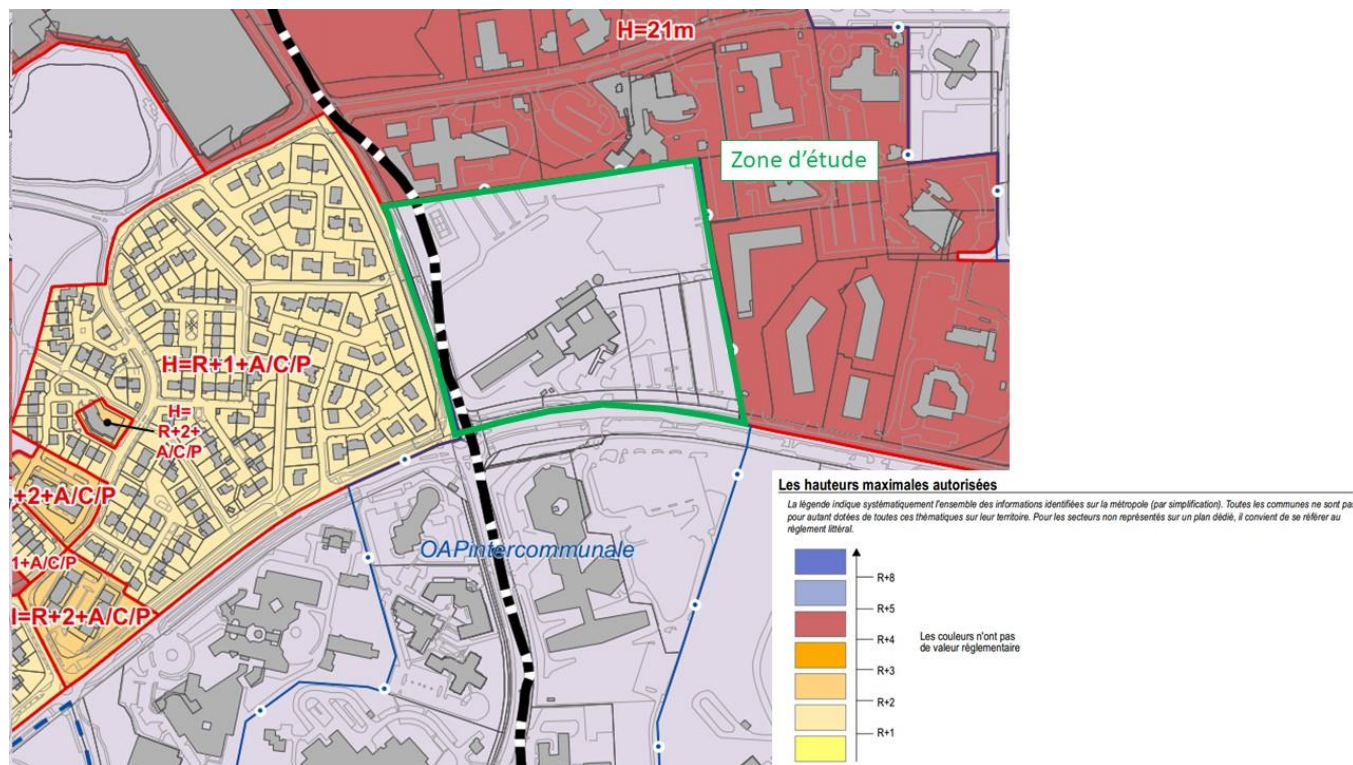 H=21m
Zone d'étude
H=R+1+A/C/P
H=
R+2+
A/C/P
+2+A/C/P
1+A/C/P
I=R+2+A/C/P
OAPintercommunale
Les hauteurs maximales autorisées
La légende indique systématiquement l'ensemble des informations identifiées sur la métropole (par simplification). Toutes les communes ne sont pas
pour autant dotées de toutes ces thématiques sur leur territoire. Pour les secteurs non représentés sur un plan dédié, il convient de se référer au
règlement littéral.
R+8
R+5
R+4
R+3
R+2
R+1
Les couleurs n'ont pas
de valeur réglementaire